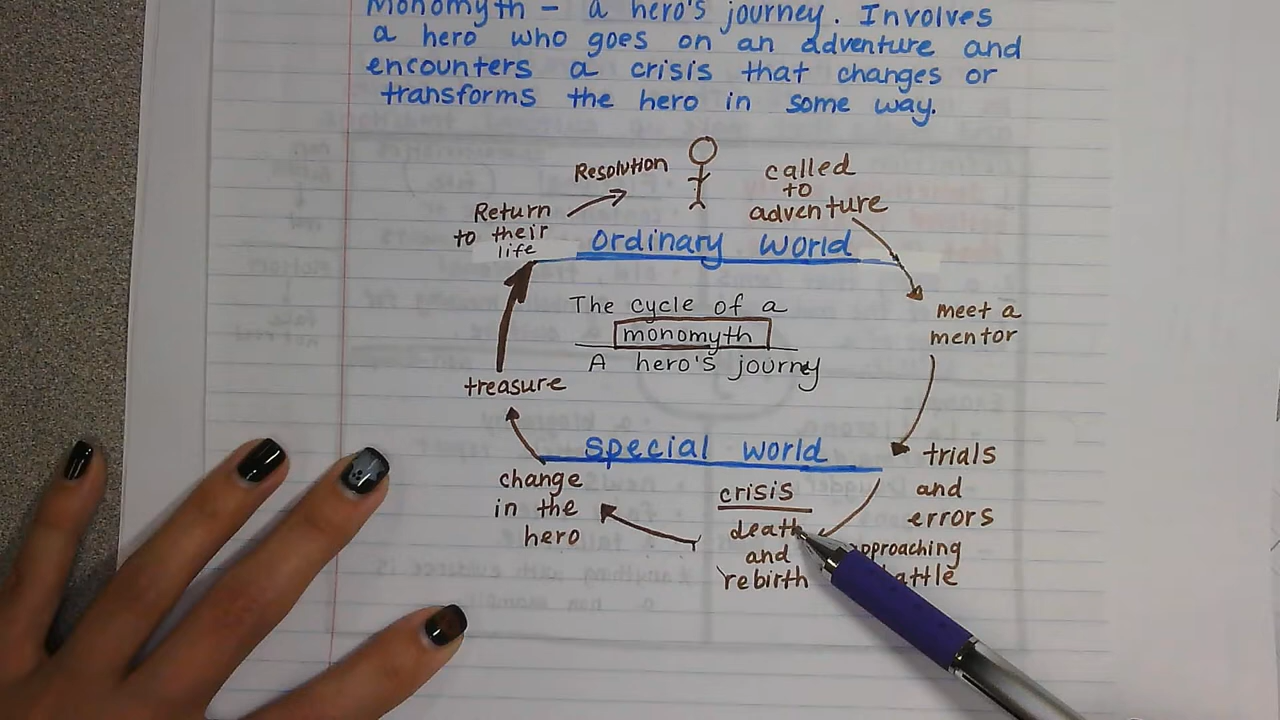 monomyth - a hero's journey. Involves
a hero who goes on an adventure and
encounters a crisis that changes or
transforms the hero in some way.
Resolution
called
to
adventure
Return
to their
life
ordinary world
The cycle of a
monomyth
A hero's journey
meet a
mentor
treasure
special world
trials
and
errors
approaching
change
in the
hero
crisis
death
and
rebirth